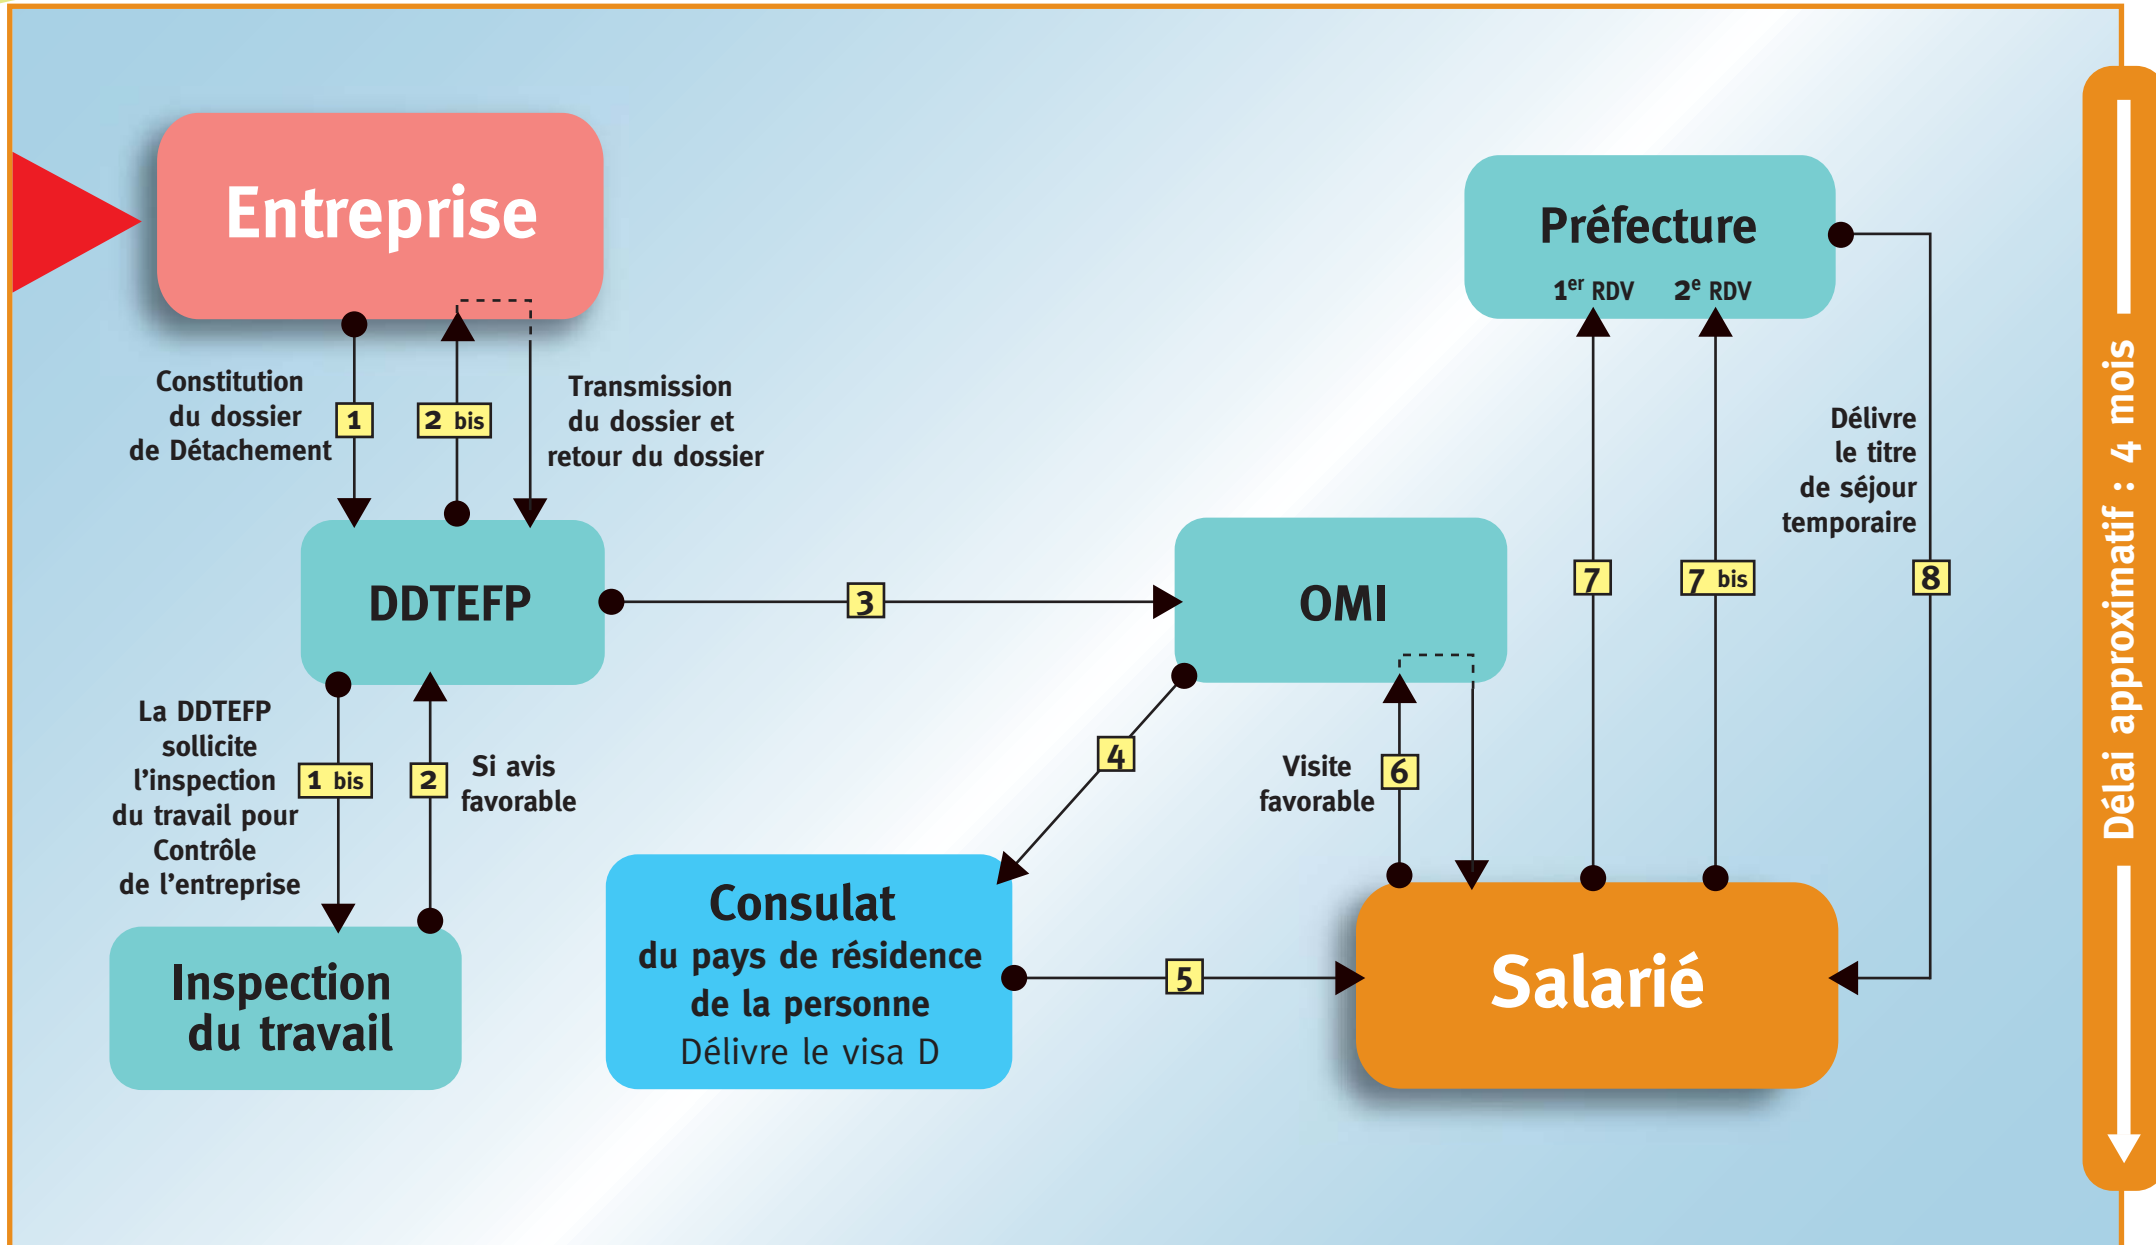 Entreprise
Constitution
du dossier
de Détachement
1
2 bis
Transmission
du dossier et
retour du dossier
DDTEFP
La DDTEFP
sollicite
l'inspection
du travail pour
Contrôle
de l'entreprise
1 bis
2
Si avis
favorable
Inspection
du travail
3
OMI
4
Consulat
du pays de résidence
de la personne
Délivre le visa D
5
Visite
favorable
6
Salarié
Préfecture
1er RDV 2e RDV
7
7 bis
Délivre
le titre
de séjour
temporaire
8
Délai approximatif : 4 mois